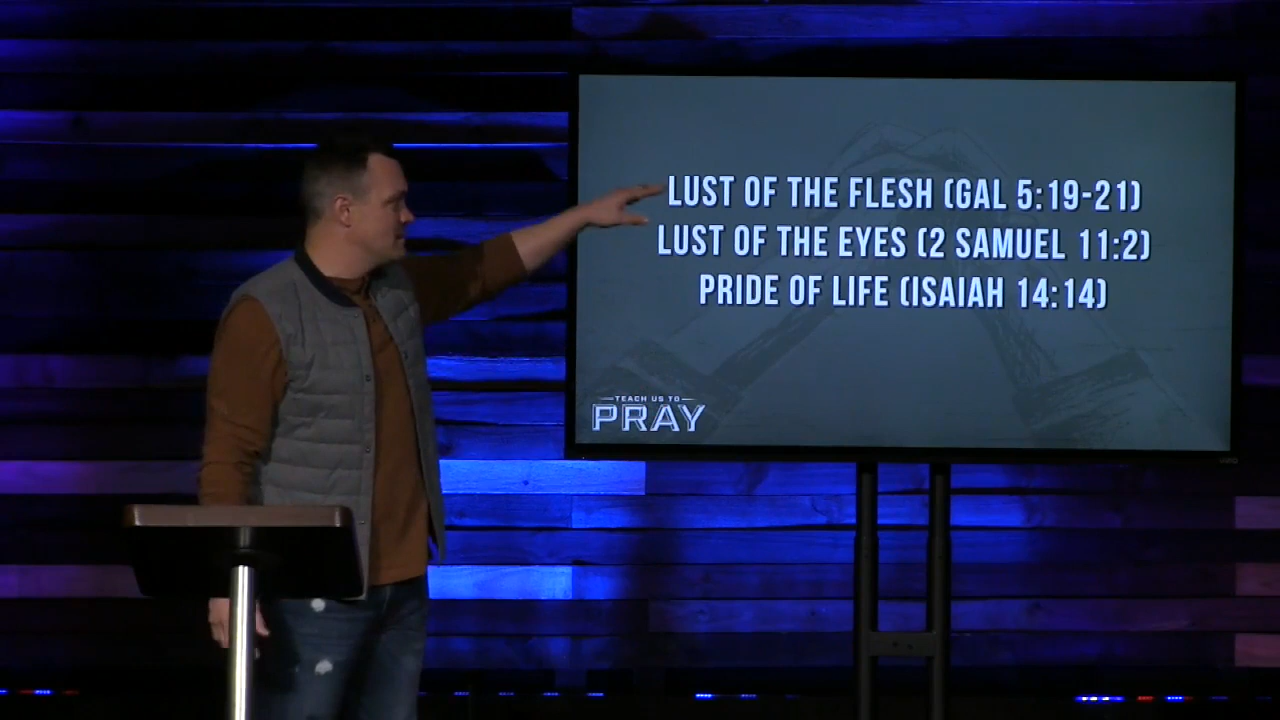 LUST OF THE FLESH (GAL 5:19-21)
LUST OF THE EYES (2 SAMUEL 11:2)
PRIDE OF LIFE (ISAIAH 14:14)
TEACH US TO
PRAY